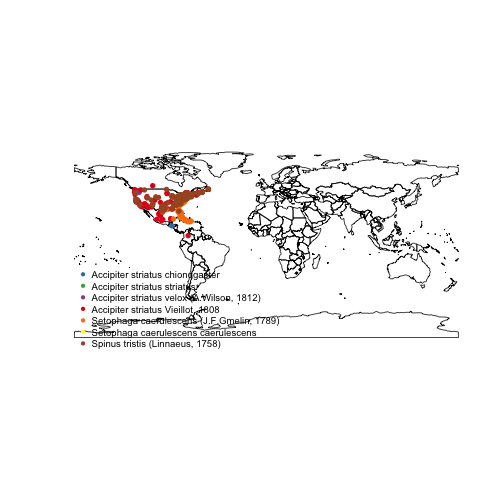 Accipiter striatus chionogaster
Accipiter striatus striatus
Accipiter striatus velox (A. Wilson, 1812)
Accipiter striatus Vieillot, 1808
Setophaga caerulescens (J.F.Gmelin, 1789)
Setophaga caerulescens caerulescens
Spinus tristis (Linnaeus, 1758)